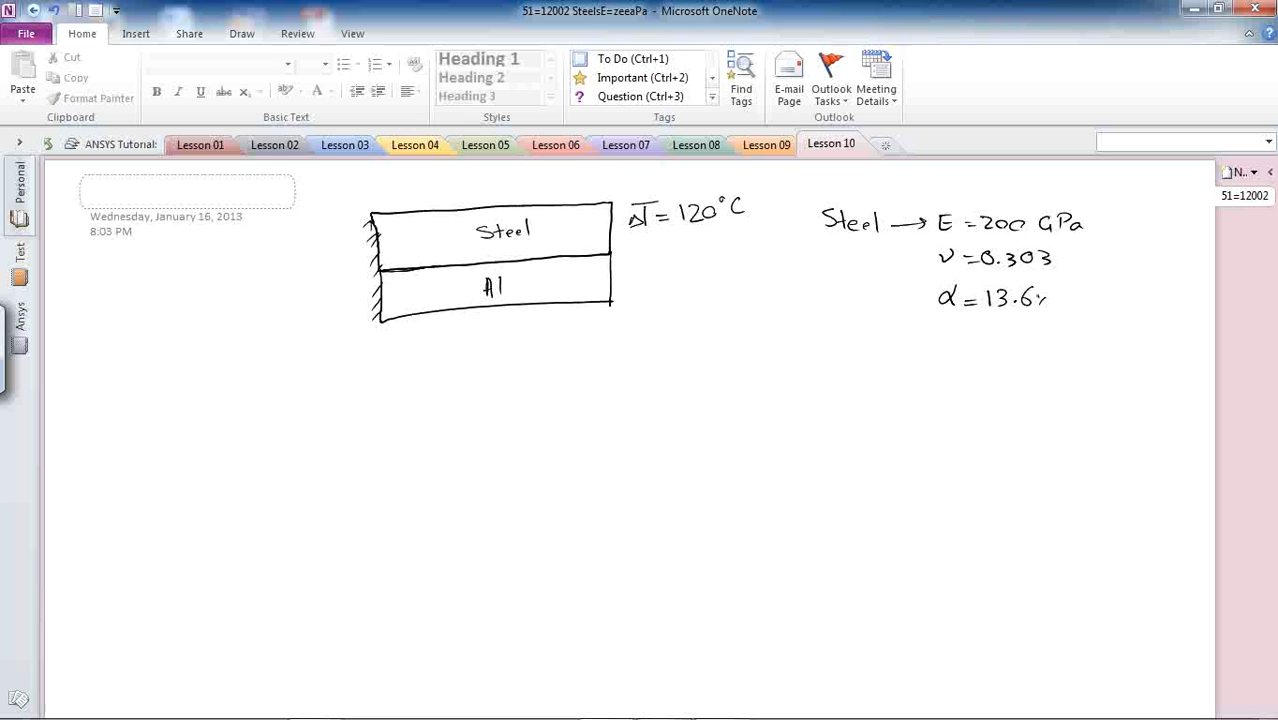 51=12002 SteelsE=zeeaPa - Microsoft OneNote
File Home Insert Share Draw Review View
Paste
Cut
Copy
Format Painter
Clipboard
B I U abc X₂ aby A
Basic Text
Heading 1
Heading 2
Heading 3
Styles
To Do (Ctrl+1)
Important (Ctrl+2)
Question (Ctrl+3)
Tags
Find Tags
E-mail Page
Outlook Tasks
Meeting Details
Outlook
ANSYS Tutorial: Lesson 01 Lesson 02 Lesson 03 Lesson 04 Lesson 05 Lesson 06 Lesson 07 Lesson 08 Lesson 09 Lesson 10
Personal
Test
Ansys
N..
51=12002
Wednesday, January 16, 2013
8:03 PM
Steel
Al
ΔT = 120°C
Steel → E = 200 GPa
ν = 0.303
α = 13.6